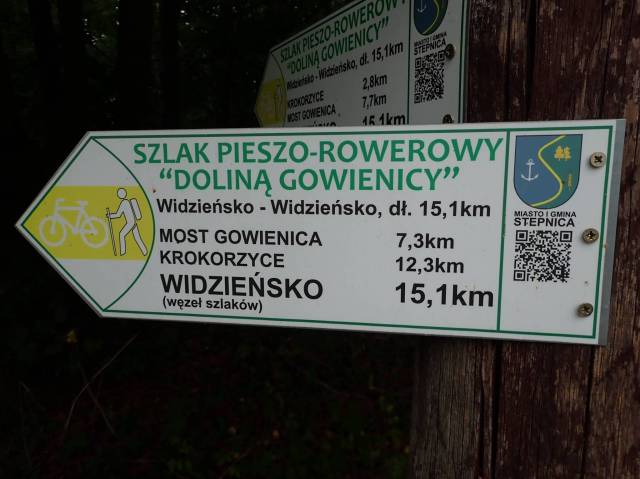 SZLAK PIESZO-ROWEROWY
"DOLINĄ GOWIENICY"
Widzieńsko - Widzieńsko, dł. 15,1km
KROKORZYCE 2,8km
MOST GOWIENICA 7,7km
15,1km
MIASTO I GMINA
STEPNICA
SZLAK PIESZO-ROWEROWY
"DOLINĄ GOWIENICY"
Widzieńsko - Widzieńsko, dł. 15,1km
MOST GOWIENICA 7,3km
KROKORZYCE 12,3km
WIDZIEŃSKO 15,1km
(węzeł szlaków)
MIASTO I GMINA
STEPNICA